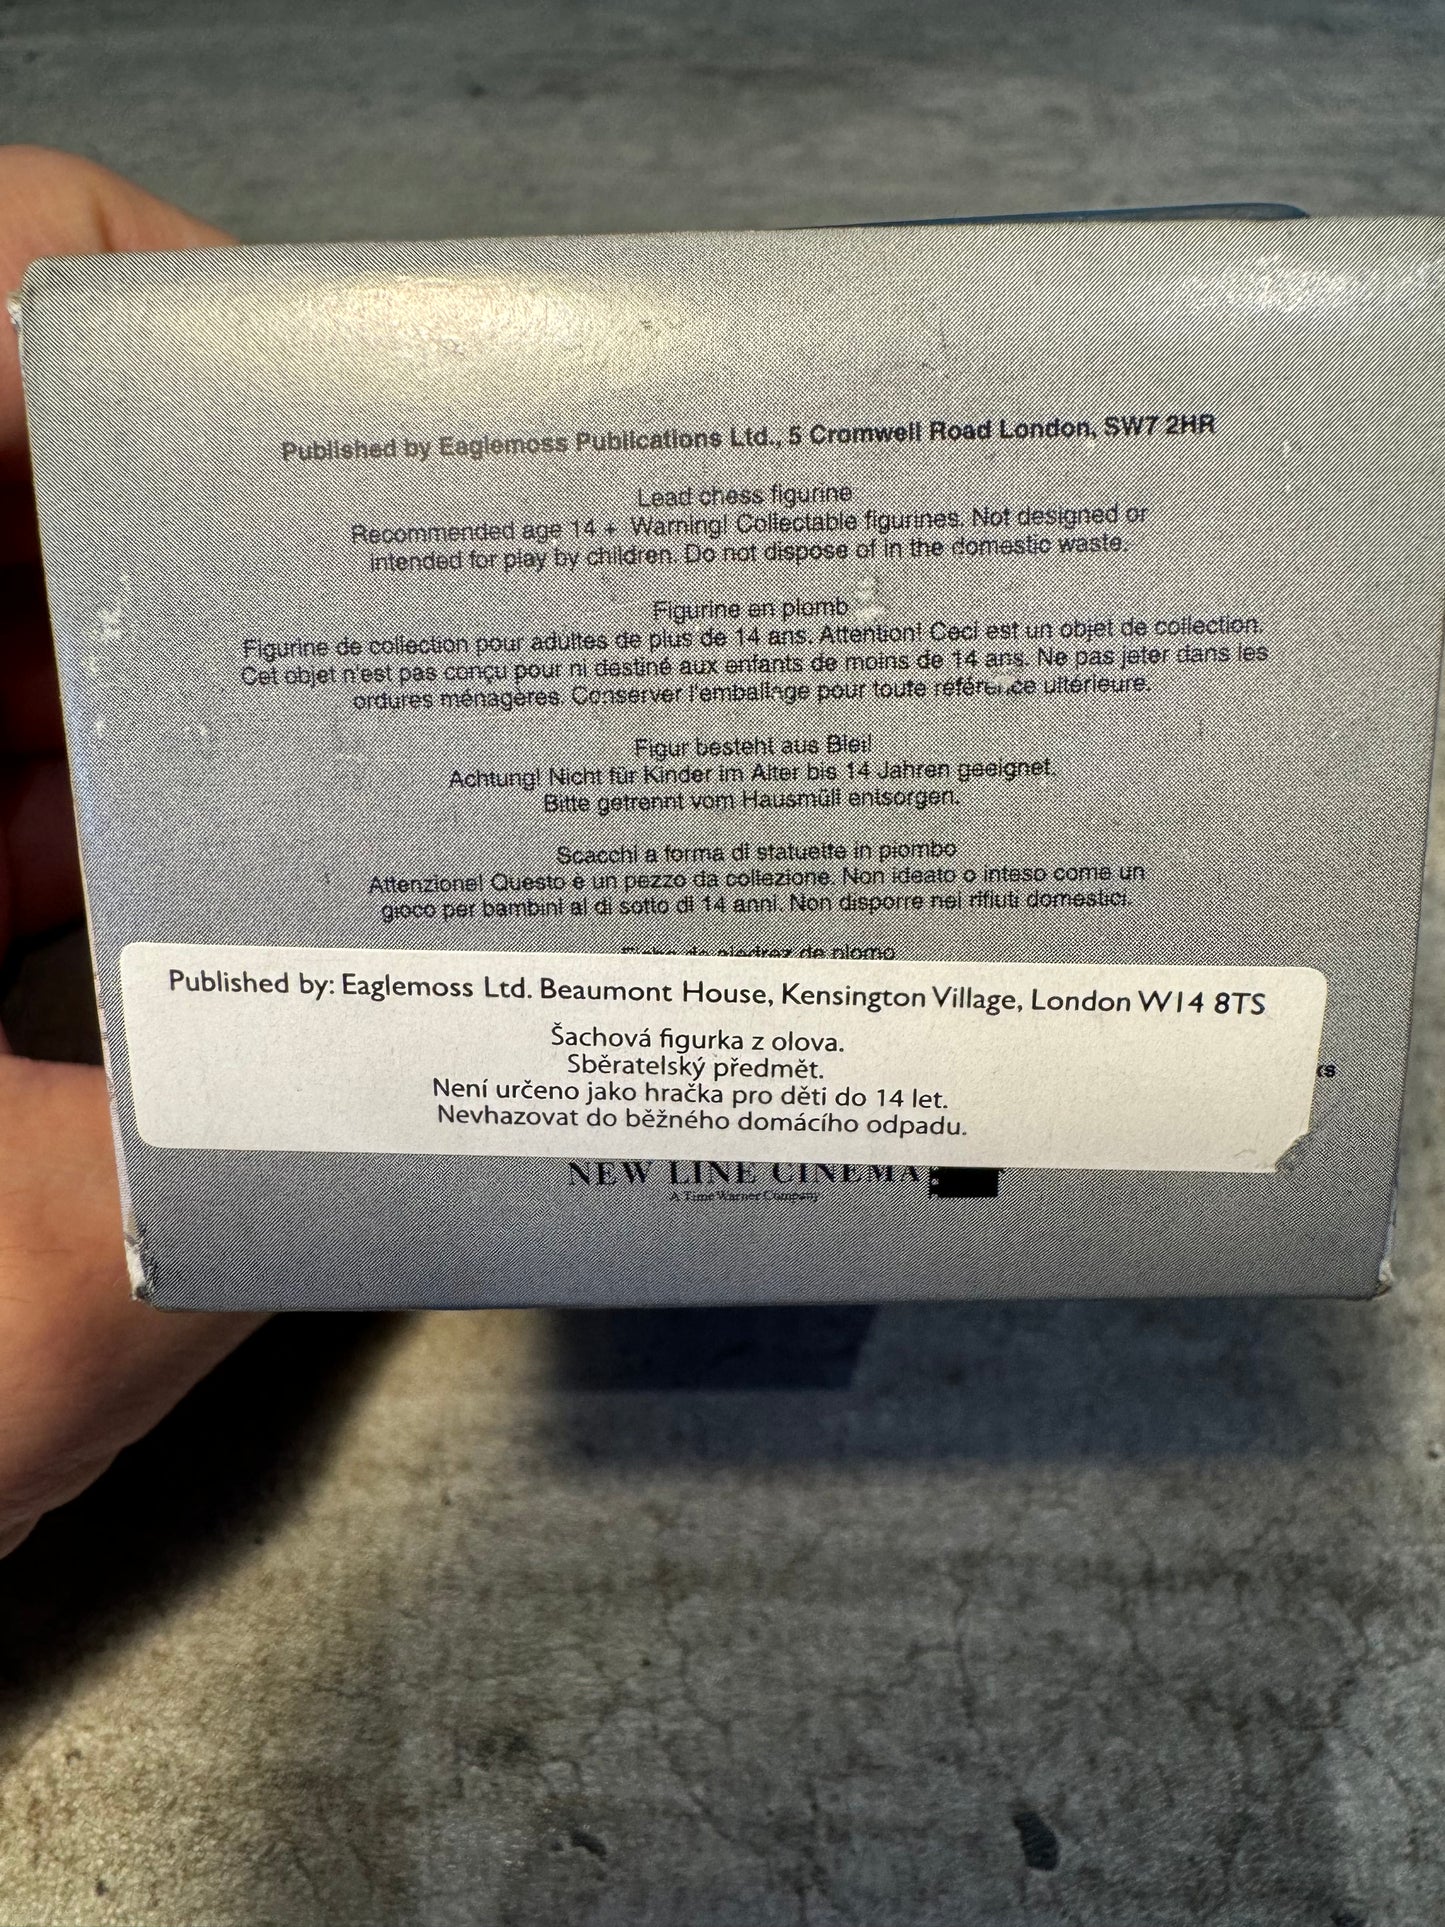 Published by Eaglemoss Publications Ltd., 5 Cromwell Road London, SW7 2HR
Lead chess figurine
Recommended age 14 + Warning! Collectable figurines. Not designed or
intended for play by children. Do not dispose of in the domestic waste.
Figurine en plomb
Figurine de collection pour adultes de plus de 14 ans. Attention! Ceci est un objet de collection.
Cet objet n'est pas conçu pour ni destiné aux enfants de moins de 14 ans. Ne pas jeter dans les
ordures ménagères. Conserver l'emballage pour toute référence ultérieure.
Figur besteht aus Blei!
Achtung! Nicht für Kinder im Alter bis 14 Jahren geeignet.
Bitte getrennt vom Hausmüll entsorgen.
Scacchi a forma di statuette in piombo
Attenzione! Questo è un pezzo da collezione. Non ideato o inteso come un
gioco per bambini al di sotto di 14 anni. Non disporre nei rifiuti domestici.
de plomo
Published by: Eaglemoss Ltd. Beaumont House, Kensington Village, London W14 8TS
Šachová figurka z olova.
Sběratelský předmět.
Není určeno jako hračka pro děti do 14 let.
Nevhazovat do běžného domácího odpadu.
NEW LINE CINEMA
A Time Warner Company